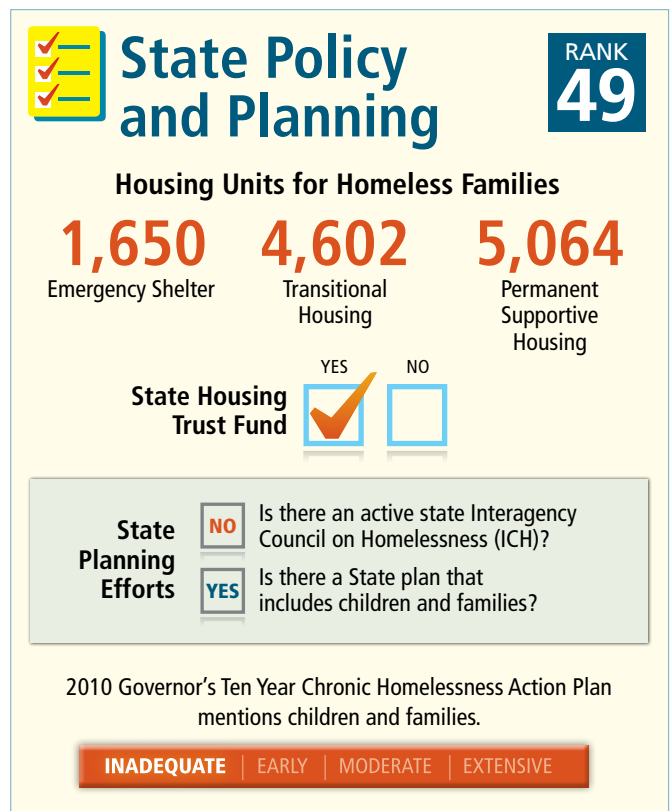 State Policy
and Planning
RANK
49
Housing Units for Homeless Families
1,650
Emergency Shelter
4,602
Transitional
Housing
5,064
Permanent
Supportive
Housing
State Housing
Trust Fund
YES
NO
State
Planning
Efforts
NO
Is there an active state Interagency
Council on Homelessness (ICH)?
YES
Is there a State plan that
includes children and families?
2010 Governor’s Ten Year Chronic Homelessness Action Plan
mentions children and families.
INADEQUATE | EARLY | MODERATE | EXTENSIVE